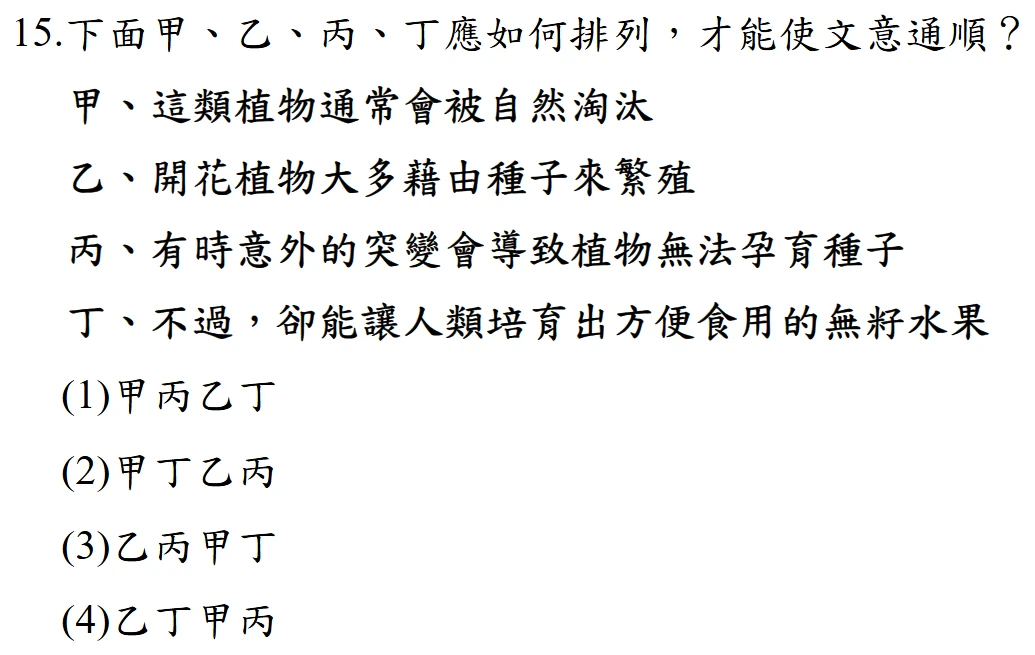 15.下面甲、乙、丙、丁應如何排列，才能使文意通順？
甲、這類植物通常會被自然淘汰
乙、開花植物大多藉由種子來繁殖
丙、有時意外的突變會導致植物無法孕育種子
丁、不過，卻能讓人類培育出方便食用的無籽水果
(1)甲丙乙丁
(2)甲丁乙丙
(3)乙丙甲丁
(4)乙丁甲丙